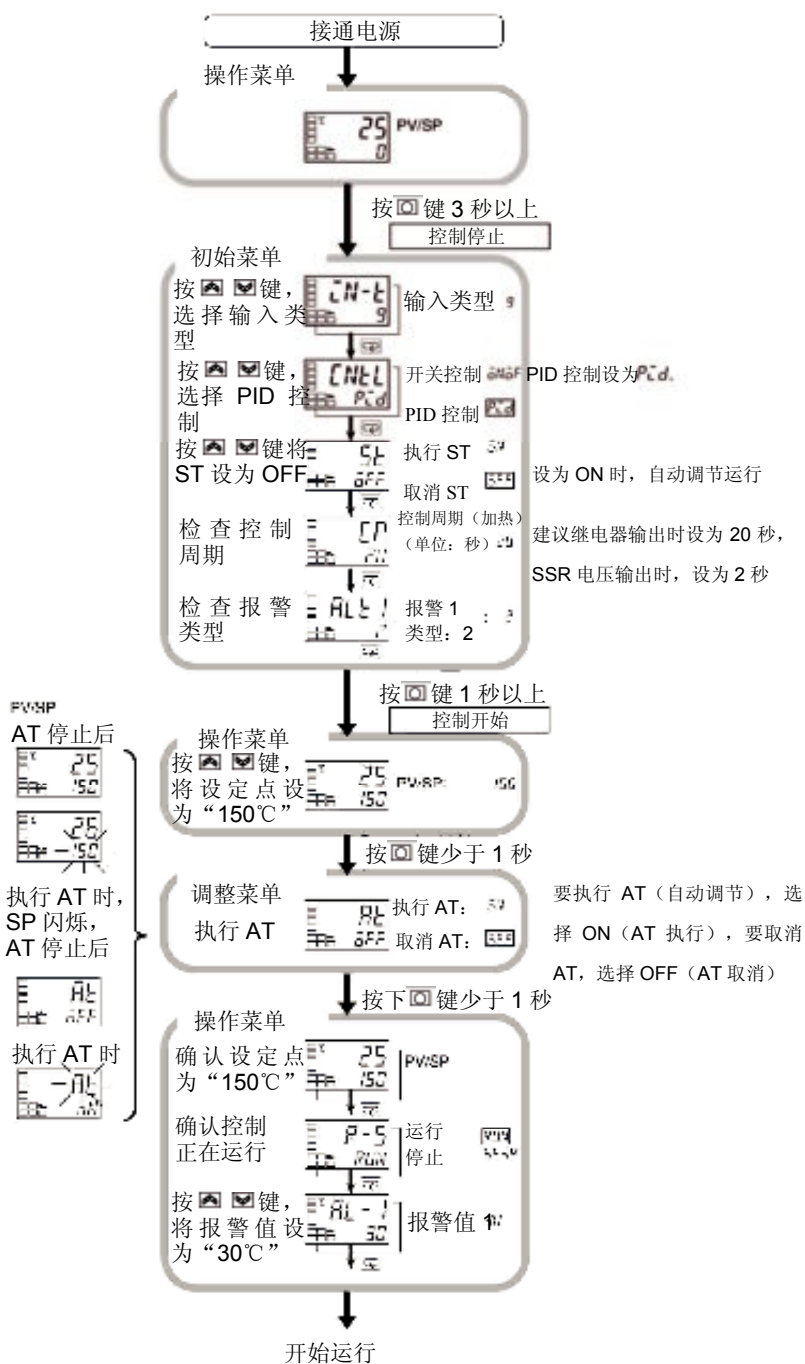 接通电源
操作菜单
25 PV/SP
0
按 键 3 秒以上
控制停止
初始菜单
按 键，
选择输入类
型
输入类型 9
按 键，
选择 PID 控
制
开关控制 PID 控制设为
PID 控制
按 键将
ST 设为 OFF
执行 ST
取消 ST
设为 ON 时，自动调节运行
检查控制
周期
控制周期（加热）
（单位：秒）
建议继电器输出时设为 20 秒，
SSR 电压输出时，设为 2 秒
检查报警
类型
报警 1
类型：2
按 键 1 秒以上
控制开始
操作菜单
按 键，
将设定点设
为“150℃”
25
150
PV/SP:
150
按 键少于 1 秒
PV/SP
AT 停止后
25
150
25
150
执行 AT 时，
SP 闪烁，
AT 停止后
执行 AT 时
调整菜单
执行 AT
执行 AT：
取消 AT：
要执行 AT（自动调节），选
择 ON（AT 执行），要取消
AT，选择 OFF（AT 取消）
按下 键少于 1 秒
操作菜单
确认设定点
为“150℃”
25
150
PV/SP
确认控制
正在运行
运行
停止
按 键，
将报警值设
为“30℃”
报警值 1
开始运行